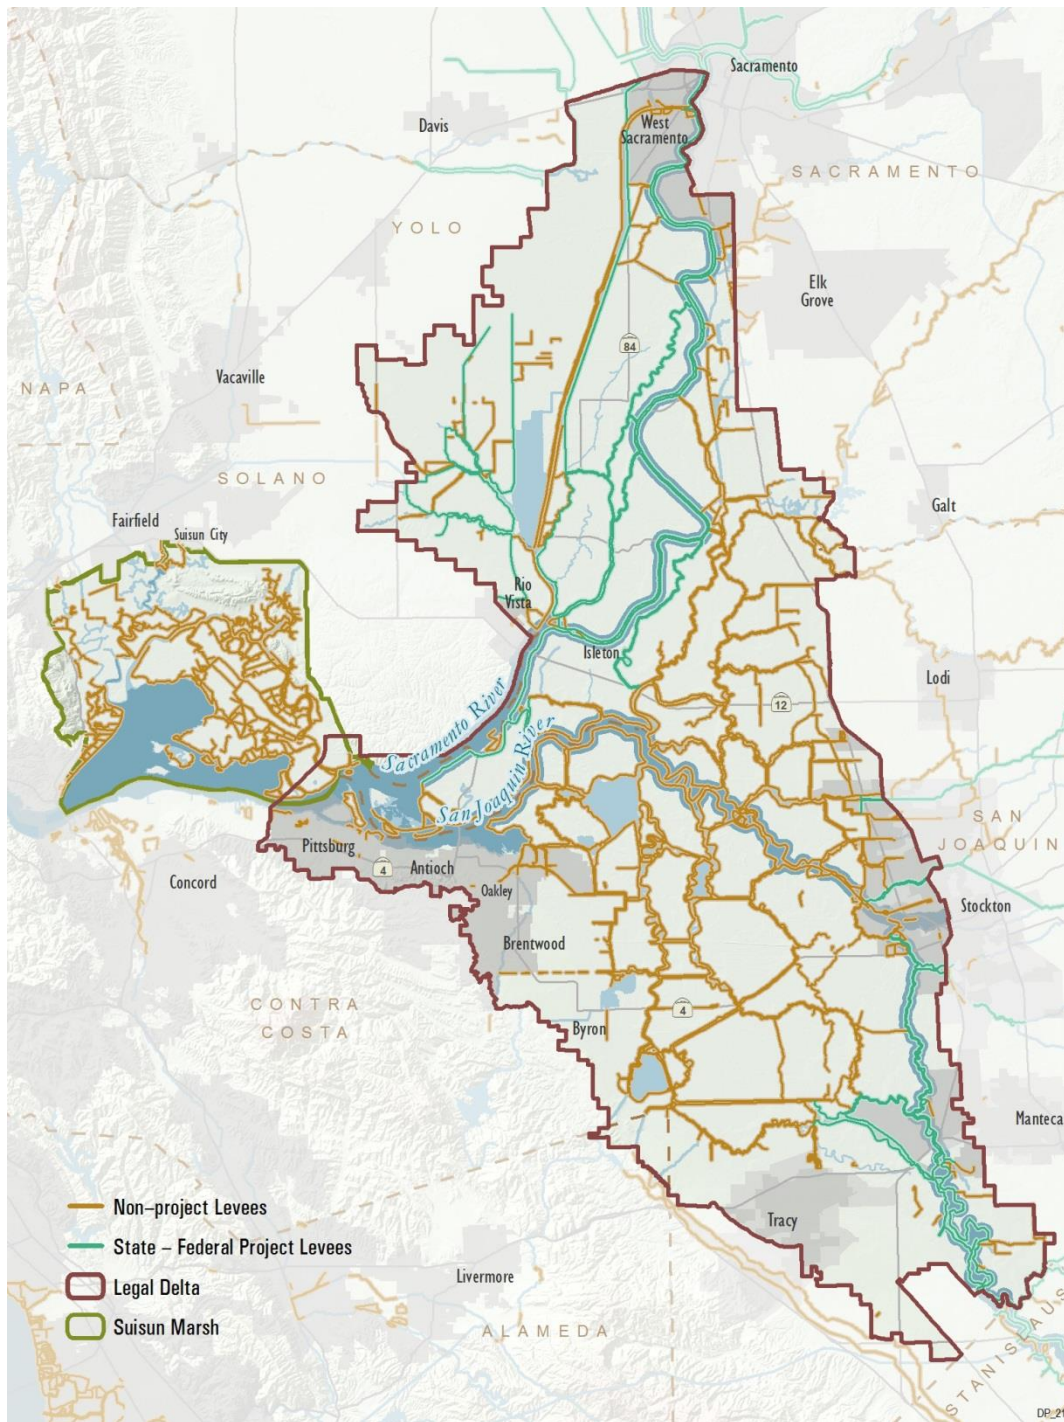 Sacramento
Davis
West
Sacramento
SACRAMENTO
YOLO
Elk
Grove
84
Vacaville
NAPA
SOLANO
Galt
Fairfield
Suisun City
Rio
Vista
Isleton
Lodi
12
Sacramento River
San Joaquin River
SAN
JOAQUIN
Pittsburg
4
Antioch
Concord
Oakley
Stockton
Brentwood
CONTRA
COSTA
4
Byron
Manteca
Non–project Levees
State – Federal Project Levees
Legal Delta
Suisun Marsh
Tracy
Livermore
ALAMEDA
STANISLAUS